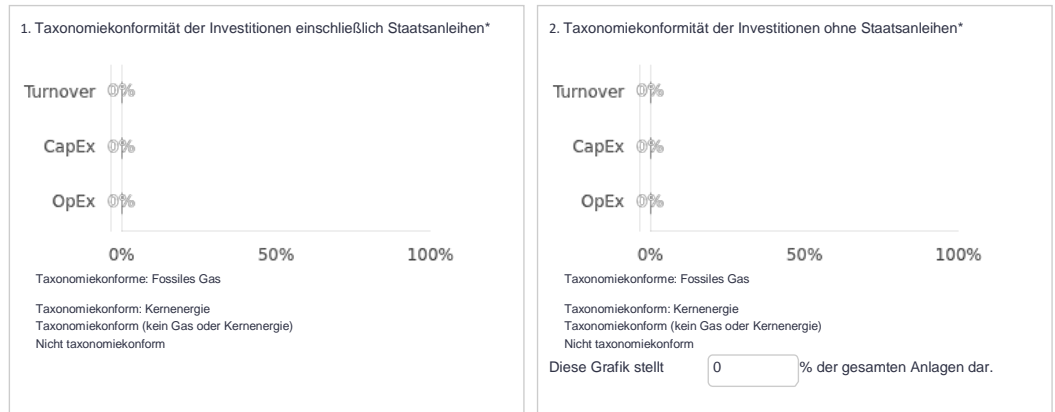 1. Taxonomiekonformität der Investitionen einschließlich Staatsanleihen*
Turnover 0%
CapEx 0%
OpEx 0%
0% 50% 100%
Taxonomiekonforme: Fossiles Gas
Taxonomiekonform: Kernenergie
Taxonomiekonform (kein Gas oder Kernenergie)
Nicht taxonomiekonform
2. Taxonomiekonformität der Investitionen ohne Staatsanleihen*
Turnover 0%
CapEx 0%
OpEx 0%
0% 50% 100%
Taxonomiekonforme: Fossiles Gas
Taxonomiekonform: Kernenergie
Taxonomiekonform (kein Gas oder Kernenergie)
Nicht taxonomiekonform
Diese Grafik stellt 0 % der gesamten Anlagen dar.